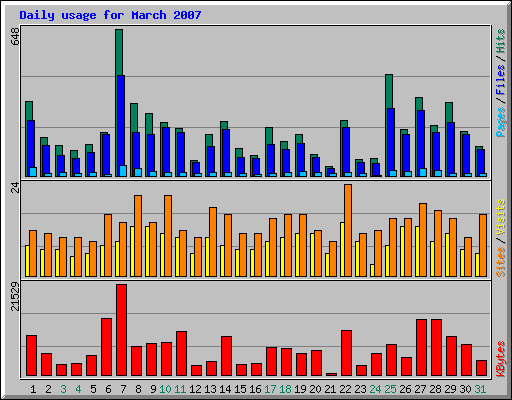 Daily usage for March 2007
648
24
21529
Pages / Files / Hits
Sites / Visits
KBytes
1 2 3 4 5 6 7 8 9 10 11 12 13 14 15 16 17 18 19 20 21 22 23 24 25 26 27 28 29 30 31